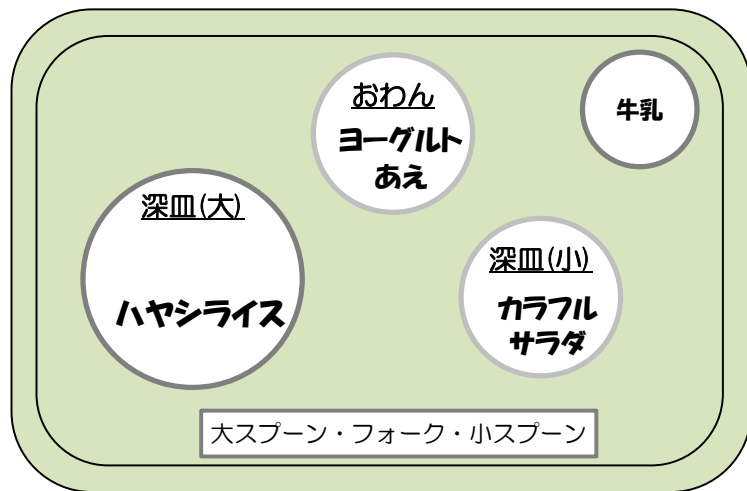 おわん
ヨーグルト
あえ
牛乳
深皿(大)
ハヤシライス
深皿(小)
カラフル
サラダ
大スプーン・フォーク・小スプーン